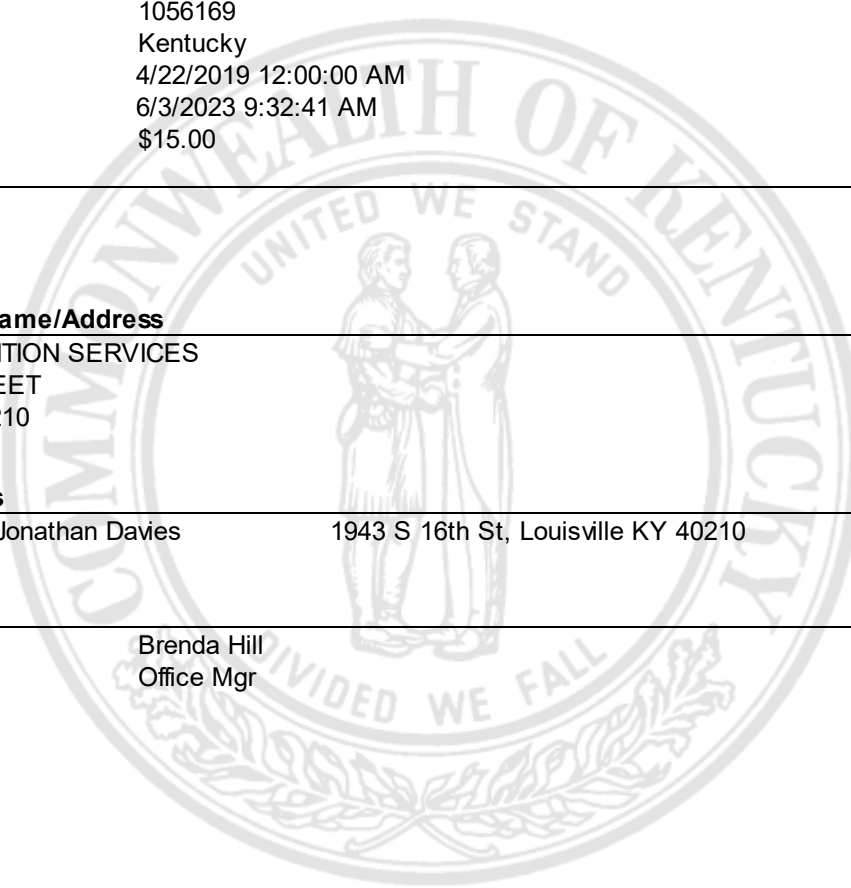 1056169
Kentucky
4/22/2019 12:00:00 AM
6/3/2023 9:32:41 AM
$15.00
ame/Address
ITION SERVICES
EET
210
s
Jonathan Davies 1943 S 16th St, Louisville KY 40210
Brenda Hill
Office Mgr
COMMONWEALTH OF KENTUCKY
UNITED WE STAND
DIVIDED WE FALL